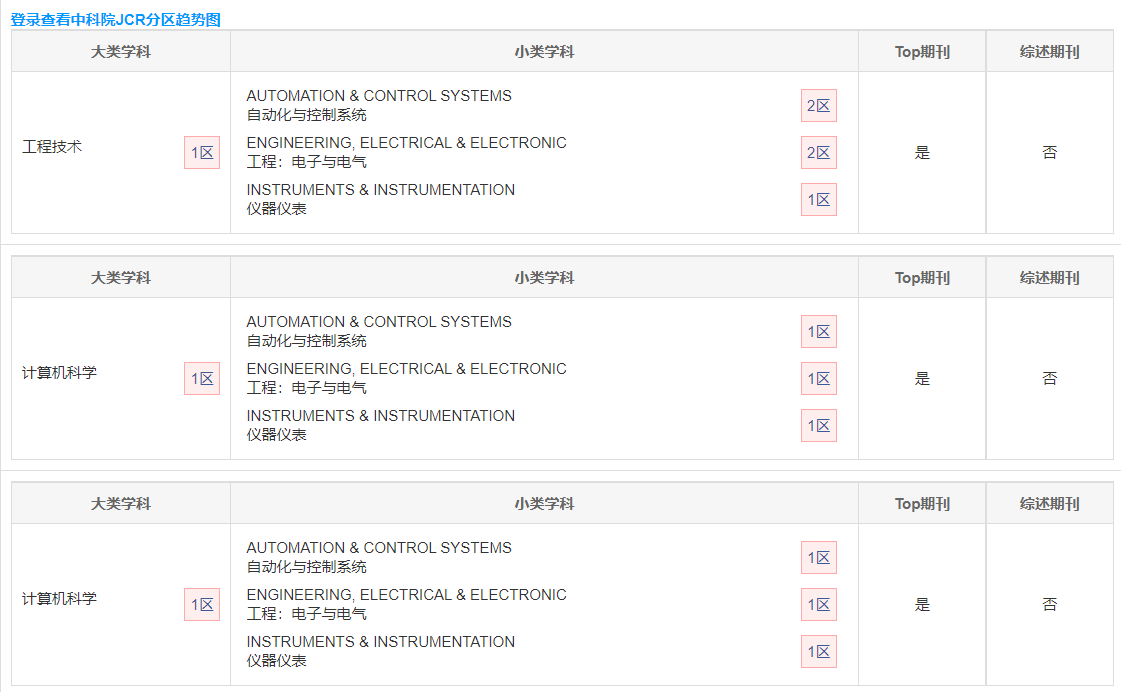 登录查看中科院JCR分区趋势图
大类学科 小类学科 Top期刊 综述期刊
AUTOMATION & CONTROL SYSTEMS
自动化与控制系统 2区
工程技术 1区 ENGINEERING, ELECTRICAL & ELECTRONIC
工程：电子与电气 2区 是 否
INSTRUMENTS & INSTRUMENTATION
仪器仪表 1区
大类学科 小类学科 Top期刊 综述期刊
AUTOMATION & CONTROL SYSTEMS
自动化与控制系统 1区
计算机科学 1区 ENGINEERING, ELECTRICAL & ELECTRONIC
工程：电子与电气 1区 是 否
INSTRUMENTS & INSTRUMENTATION
仪器仪表 1区
大类学科 小类学科 Top期刊 综述期刊
AUTOMATION & CONTROL SYSTEMS
自动化与控制系统 1区
计算机科学 1区 ENGINEERING, ELECTRICAL & ELECTRONIC
工程：电子与电气 1区 是 否
INSTRUMENTS & INSTRUMENTATION
仪器仪表 1区